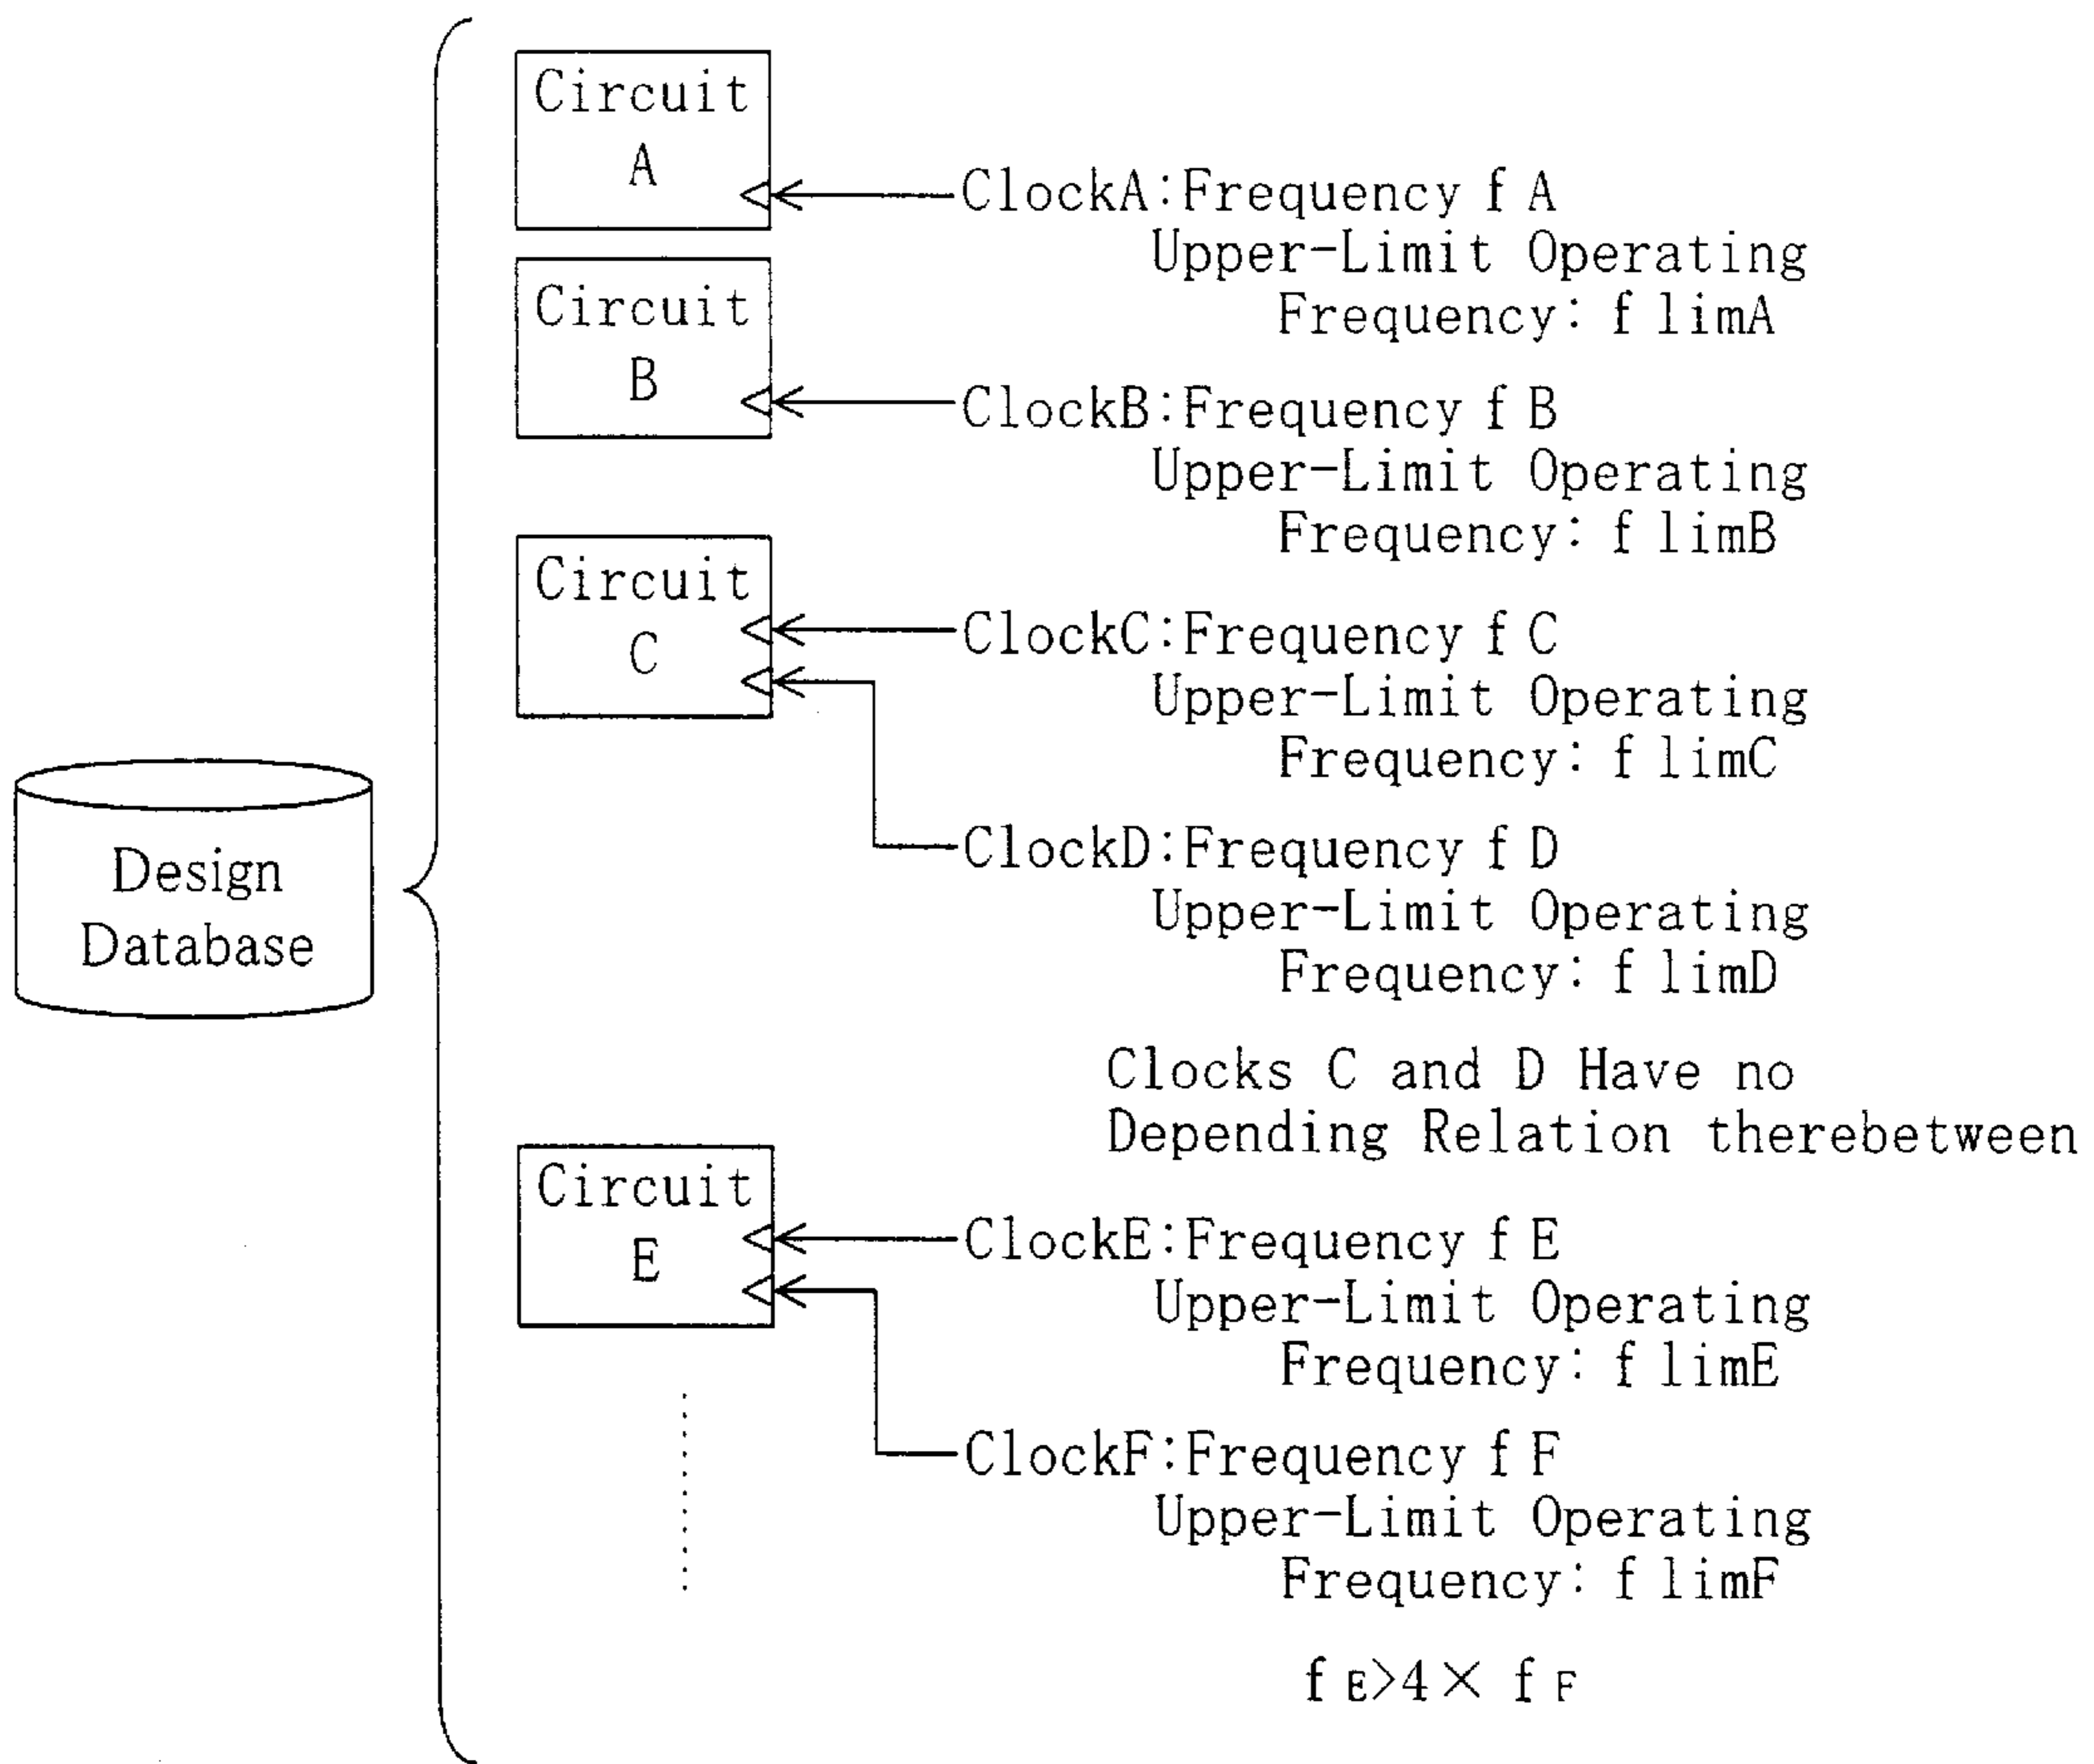 Circuit
A
ClockA:Frequency f A
Upper-Limit Operating
Frequency: f limA
Circuit
B
ClockB:Frequency f B
Upper-Limit Operating
Frequency: f limB
Circuit
C
ClockC:Frequency f C
Upper-Limit Operating
Frequency: f limC
ClockD:Frequency f D
Upper-Limit Operating
Frequency: f limD
Design
Database
Clocks C and D Have no
Depending Relation therebetween
Circuit
E
ClockE:Frequency f E
Upper-Limit Operating
Frequency: f limE
ClockF:Frequency f F
Upper-Limit Operating
Frequency: f limF
f E>4× f F